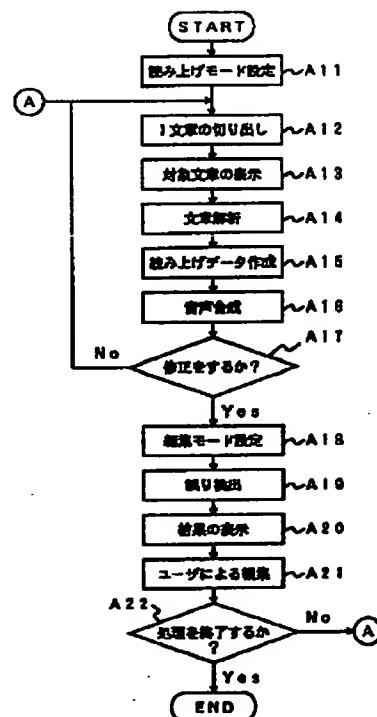 START
読み上げモード設定 A11
A
1文章の切り出し A12
対象文章の表示 A13
文章解析 A14
読み上げデータ作成 A15
音声合成 A16
A17
No 修正をするか?
Yes
編集モード設定 A18
誤り検出 A19
結果の表示 A20
ユーザによる編集 A21
A22
処理を終了するか? No A
Yes
END